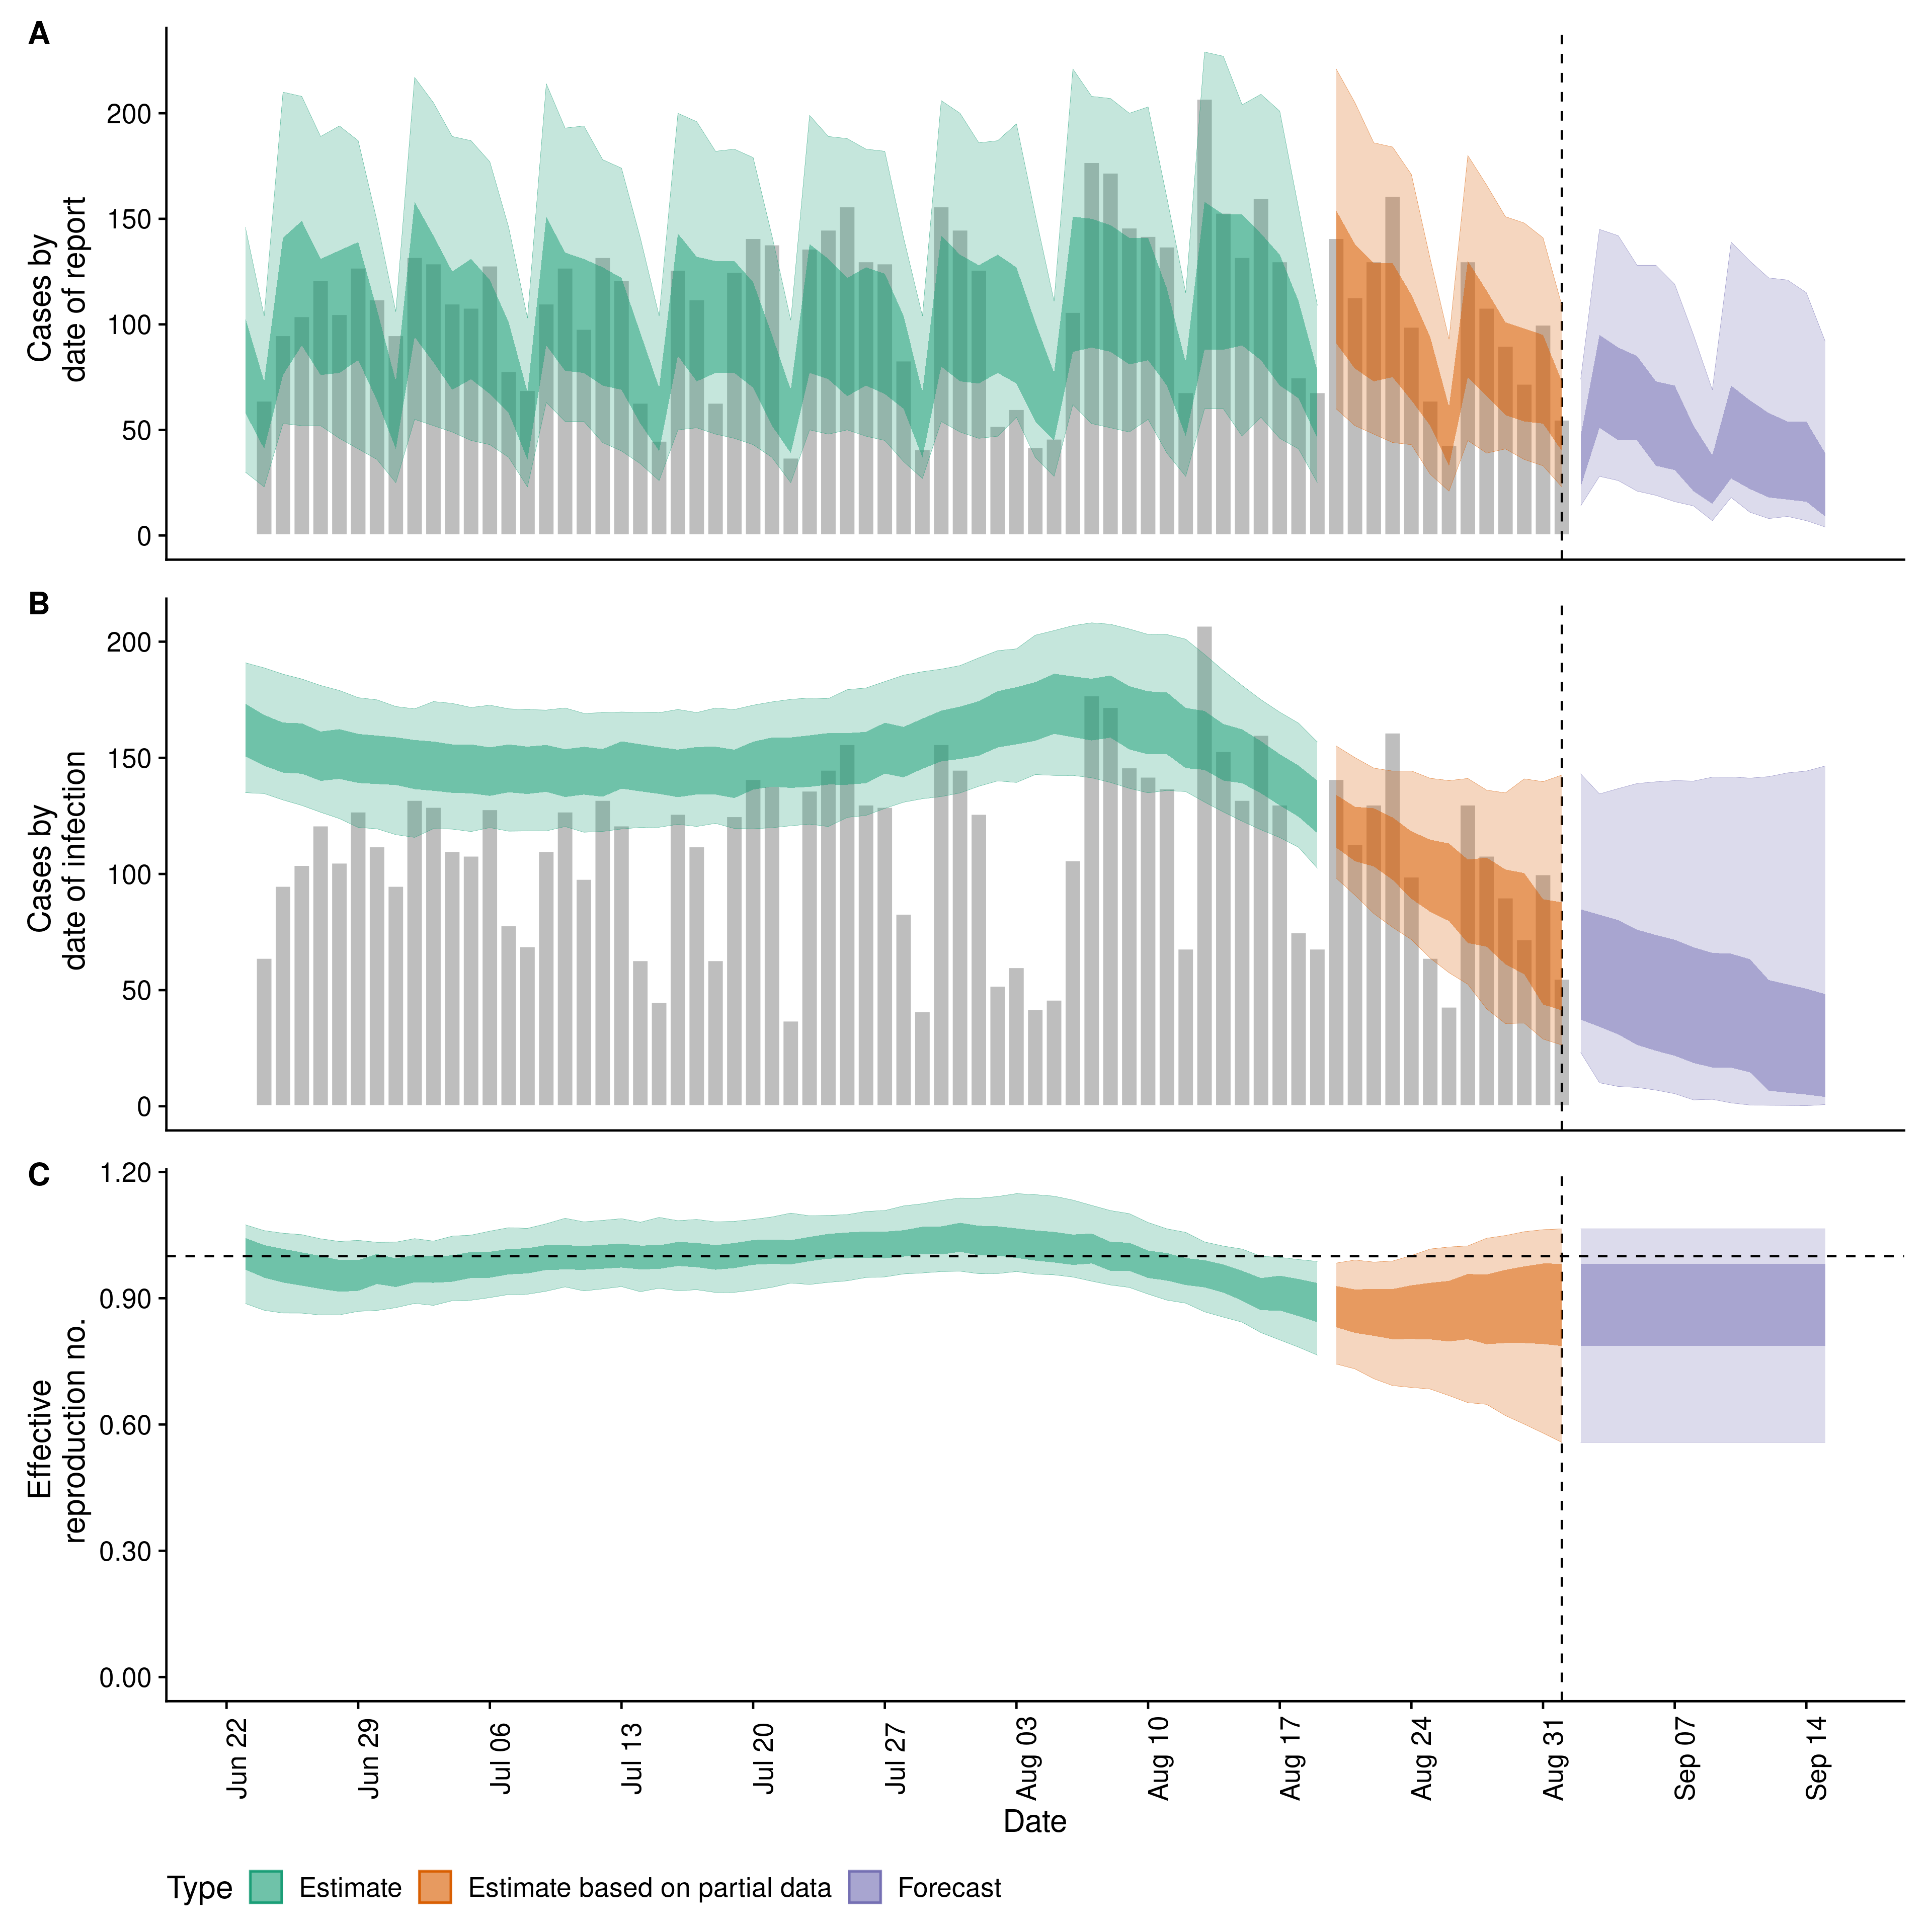 A
Cases by
date of report
200
150
100
50
0
B
Cases by
date of infection
200
150
100
50
0
C
Effective
reproduction no.
1.20
0.90
0.60
0.30
0.00
Jun 22
Jun 29
Jul 06
Jul 13
Jul 20
Jul 27
Aug 03
Aug 10
Aug 17
Aug 24
Aug 31
Sep 07
Sep 14
Date
Type Estimate Estimate based on partial data Forecast